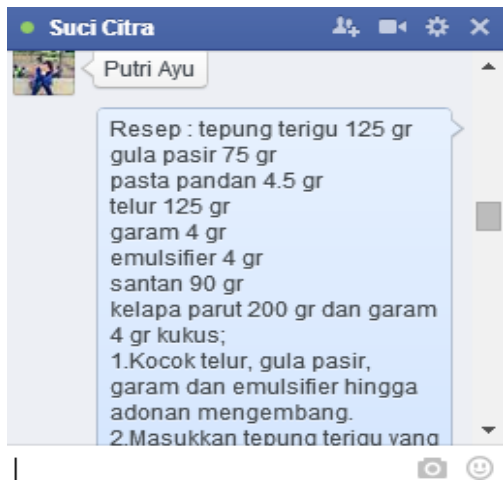 Suci Citra
Putri Ayu
Resep : tepung terigu 125 gr
gula pasir 75 gr
pasta pandan 4.5 gr
telur 125 gr
garam 4 gr
emulsifier 4 gr
santan 90 gr
kelapa parut 200 gr dan garam
4 gr kukus;
1.Kocok telur, gula pasir,
garam dan emulsifier hingga
adonan mengembang.
2.Masukkan tepung terigu yang